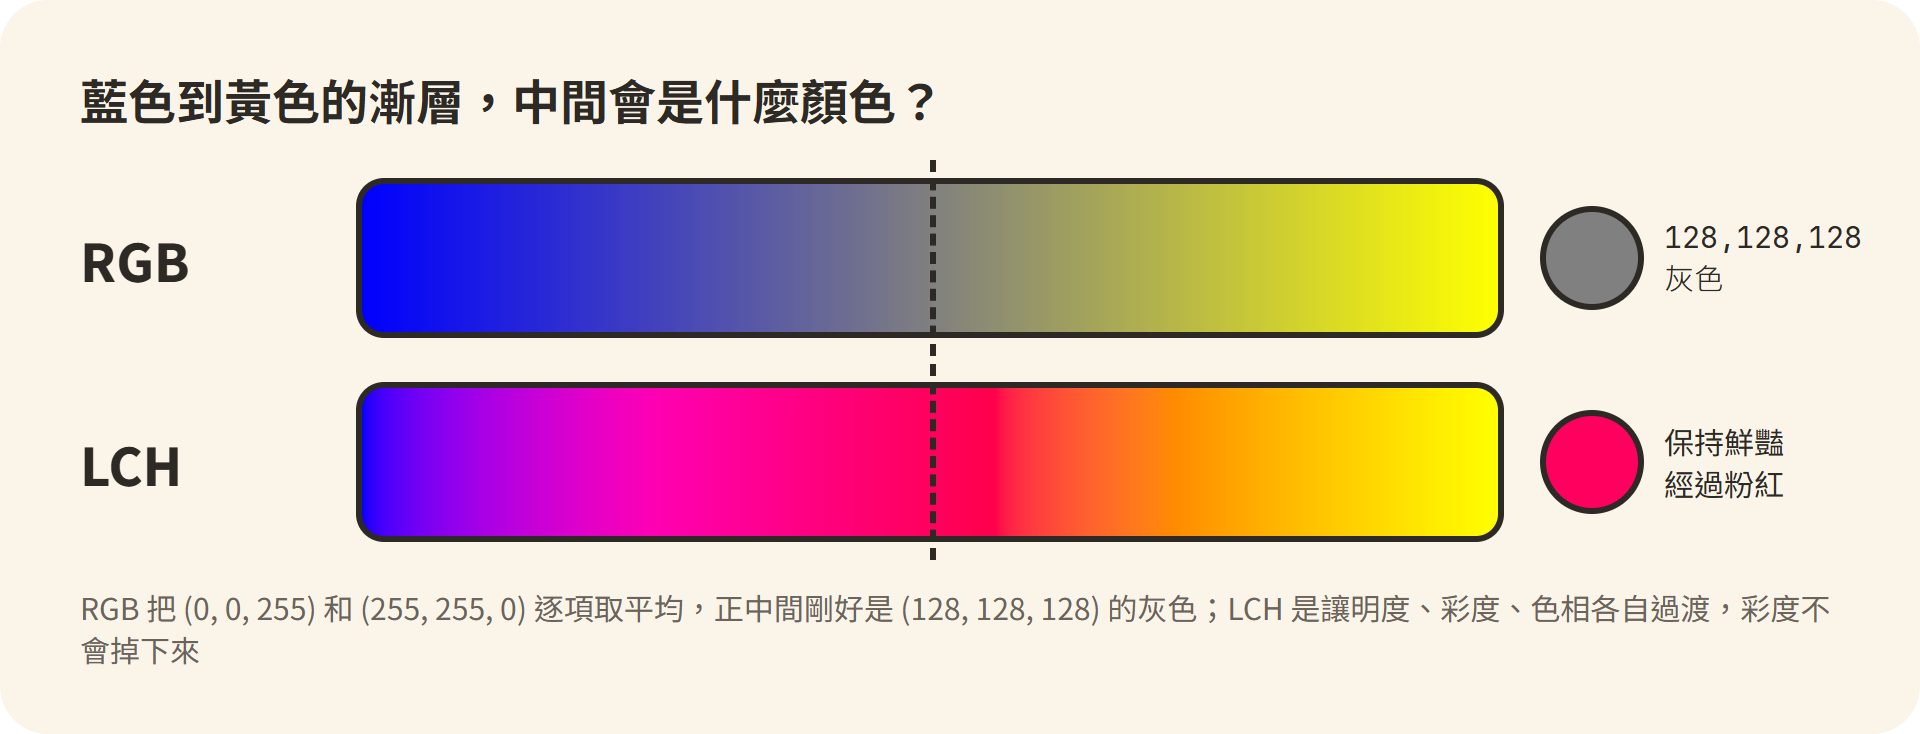 藍色到黃色的漸層，中間會是什麼顏色？
RGB
128,128,128
灰色
LCH
保持鮮豔
經過粉紅
RGB 把 (0, 0, 255) 和 (255, 255, 0) 逐項取平均，正中間剛好是 (128, 128, 128) 的灰色；LCH 是讓明度、彩度、色相各自過渡，彩度不
會掉下來